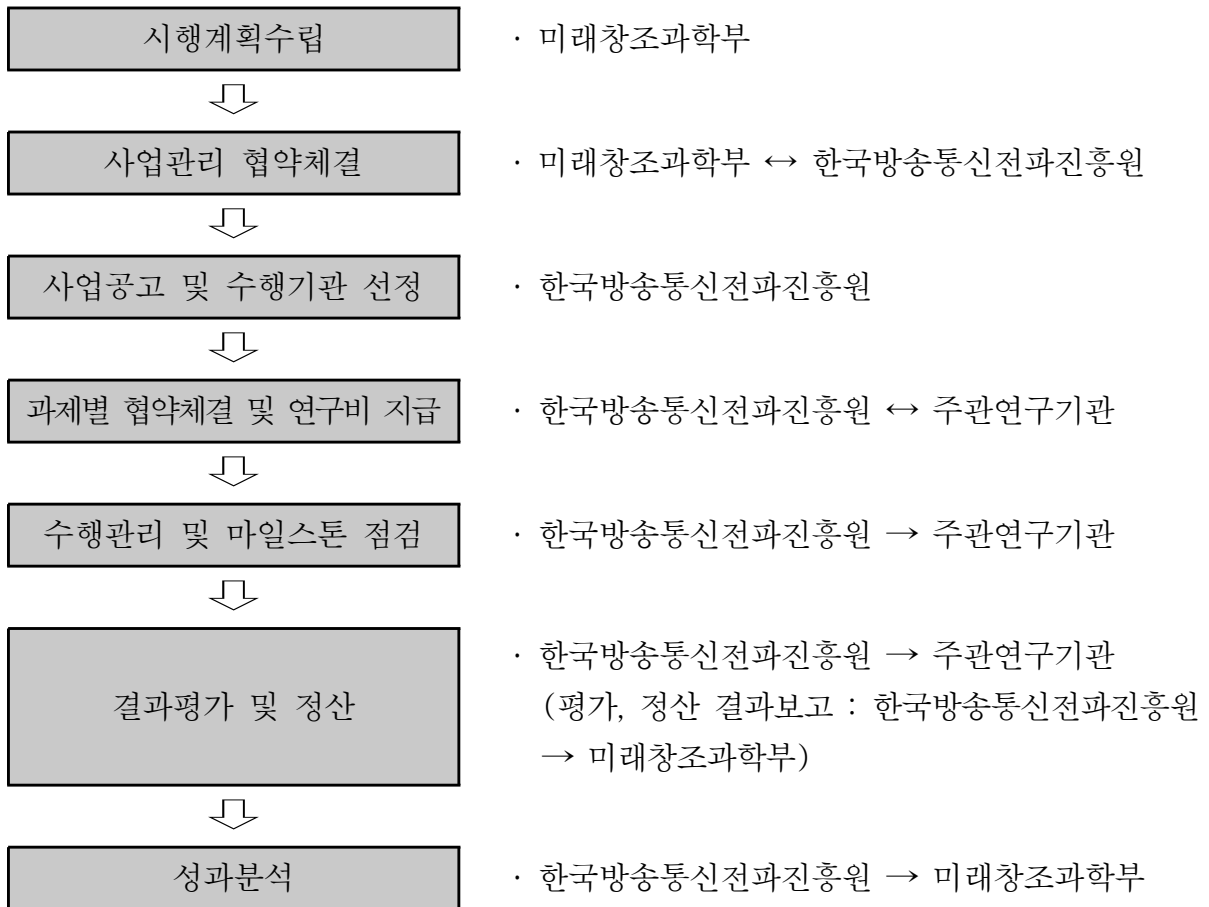 시행계획수립 · 미래창조과학부
사업관리 협약체결 · 미래창조과학부 ↔ 한국방송통신전파진흥원
사업공고 및 수행기관 선정 · 한국방송통신전파진흥원
과제별 협약체결 및 연구비 지급 · 한국방송통신전파진흥원 ↔ 주관연구기관
수행관리 및 마일스톤 점검 · 한국방송통신전파진흥원 → 주관연구기관
결과평가 및 정산
· 한국방송통신전파진흥원 → 주관연구기관
(평가, 정산 결과보고 : 한국방송통신전파진흥원
→ 미래창조과학부)
성과분석 · 한국방송통신전파진흥원 → 미래창조과학부